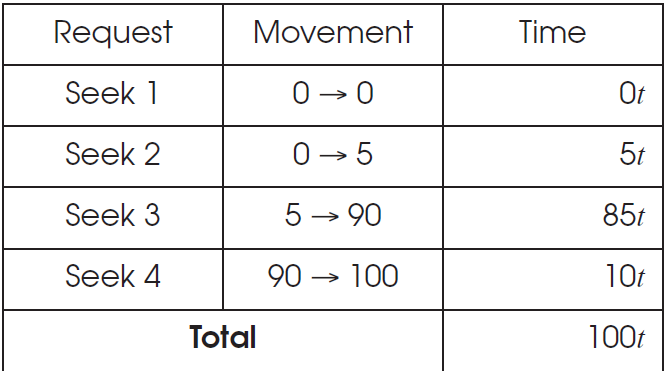 Request Movement Time
Seek 1 0 → 0 0t
Seek 2 0 → 5 5t
Seek 3 5 → 90 85t
Seek 4 90 → 100 10t
Total 100t